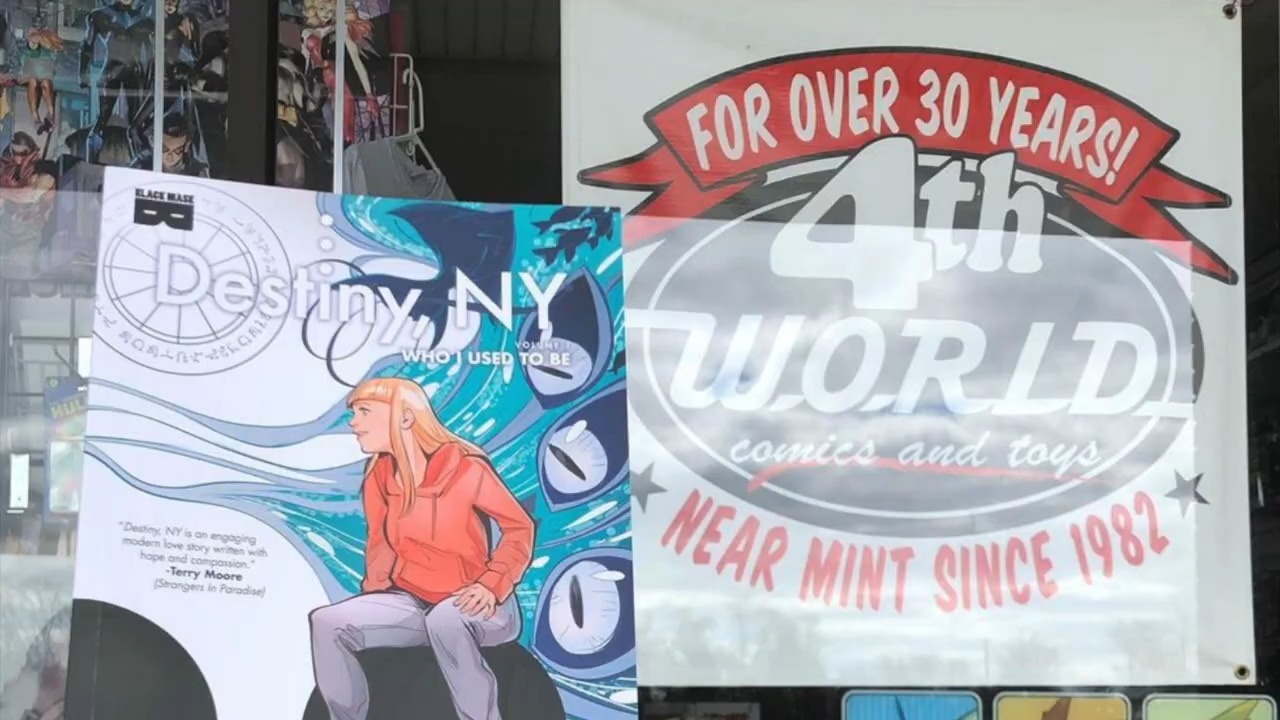 BLACK MASK
B
Destiny, NY
VOLUME 1
WHO I USED TO BE
"Destiny, NY is an engaging
modern love story written with
hope and compassion."
-Terry Moore
(Strangers In Paradise)
FOR OVER 30 YEARS!
4th
WORLD
comics and toys
NEAR MINT SINCE 1982